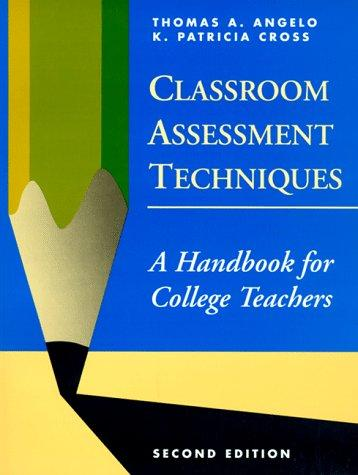 THOMAS A. ANGELO
K. PATRICIA CROSS
CLASSROOM
ASSESSMENT
TECHNIQUES
A Handbook for
College Teachers
SECOND EDITION